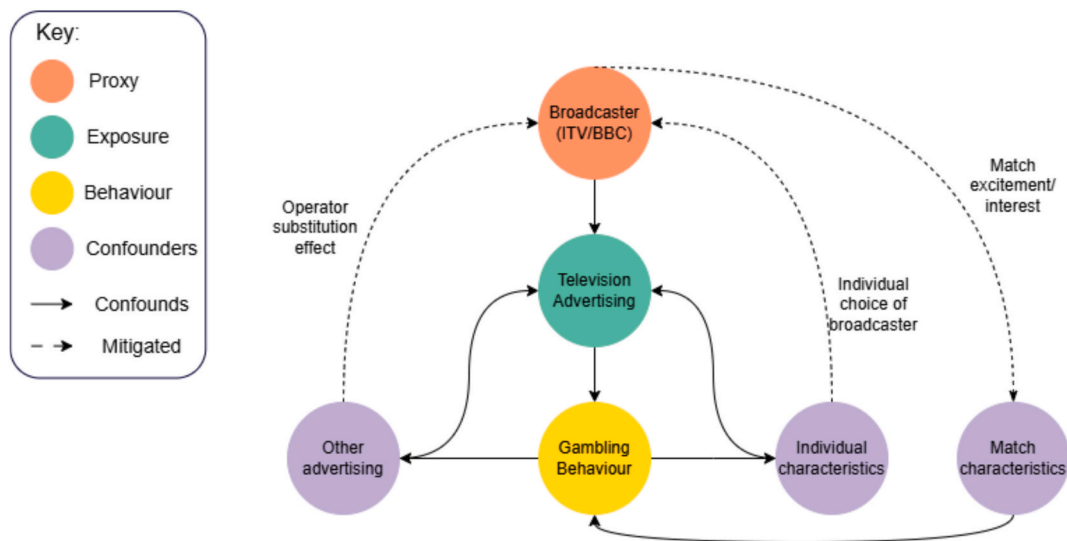 Key:
Proxy
Exposure
Behaviour
Confounders
Confounds
Mitigated
Broadcaster
(ITV/BBC)
Operator
substitution
effect
Match
excitement/
interest
Television
Advertising
Individual
choice of
broadcaster
Other
advertising
Gambling
Behaviour
Individual
characteristics
Match
characteristics